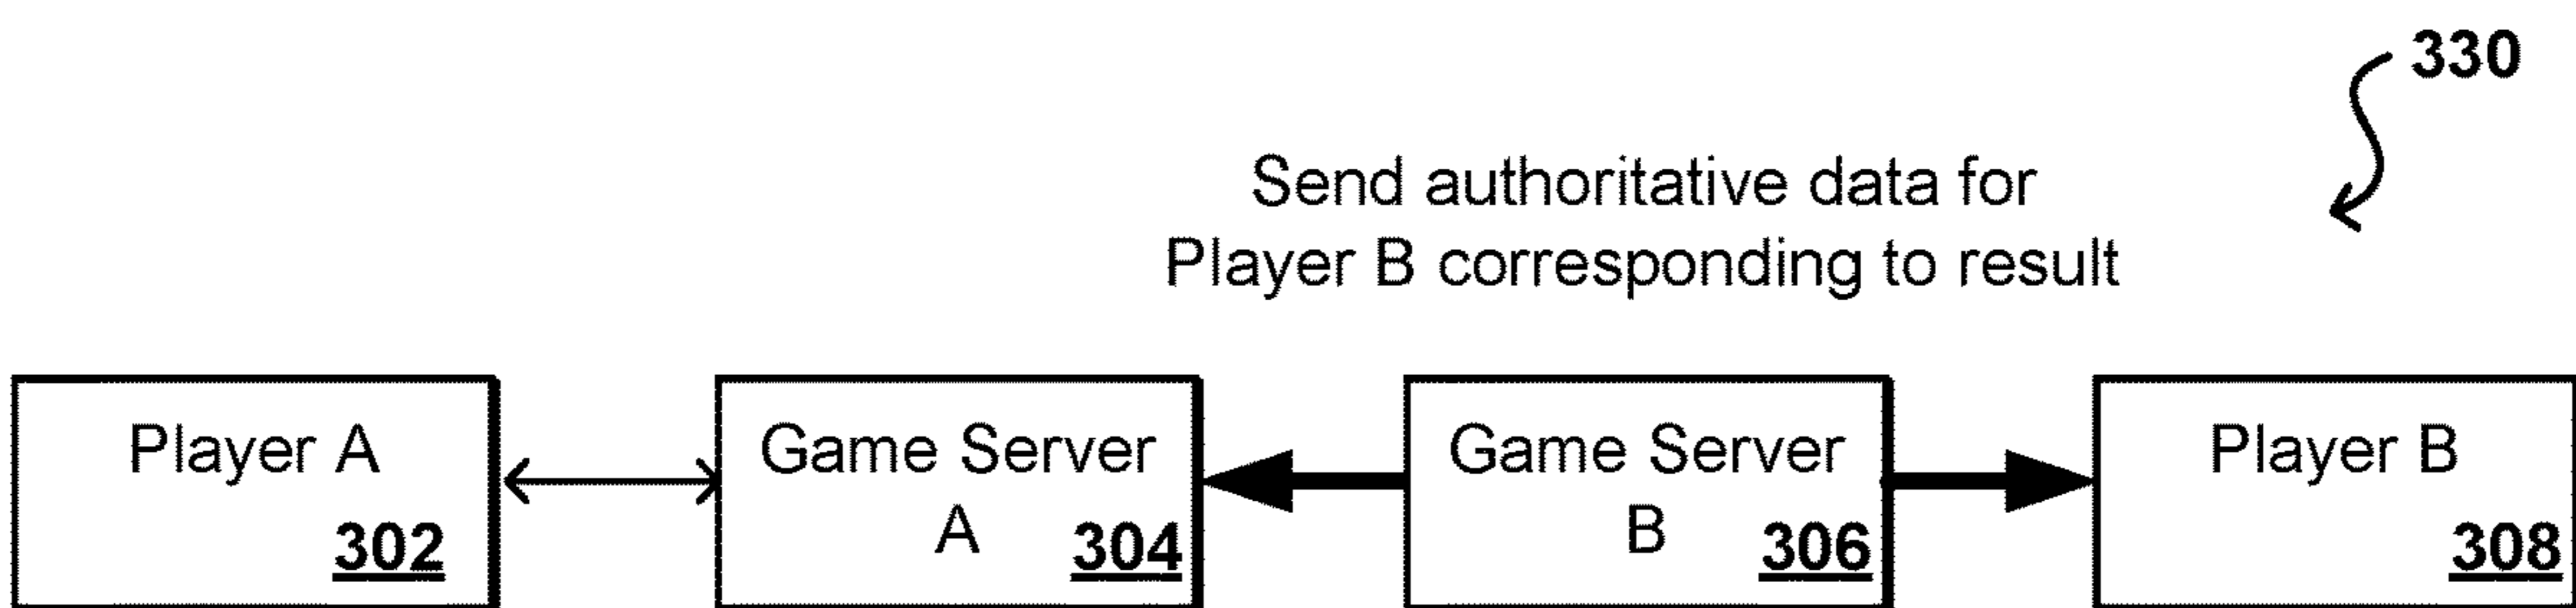 330
Send authoritative data for
Player B corresponding to result
Player A
302
Game Server
A
304
Game Server
B
306
Player B
308